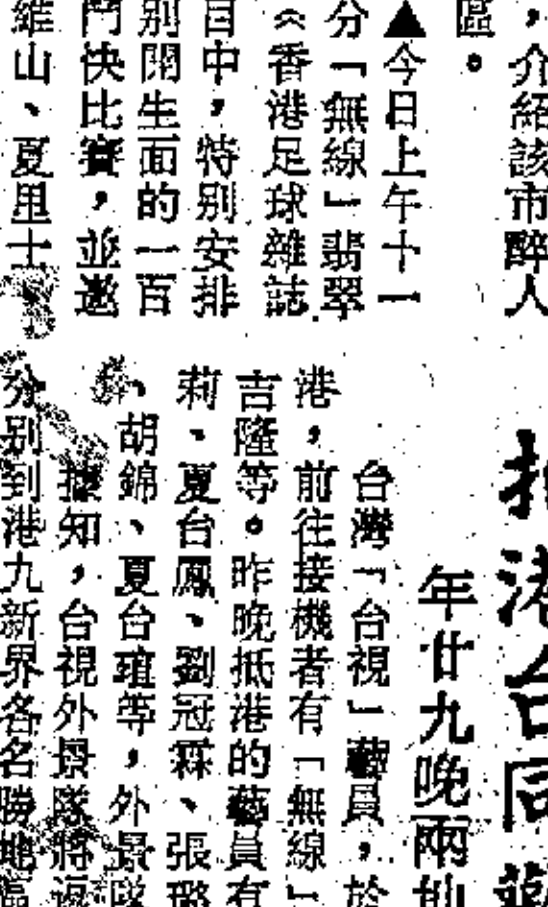 ，介紹該市醉人
區。
▲今日上午十一
分「無線」翡翠
《香港足球雜誌
目中，特別安排
別開生面的一百
鬥快比賽，並邀
維山、夏里士、
港台同
年廿九晚兩
台灣「台視」藝員，於
港，前往接機者有「無線」
吉隆等。昨晚抵港的藝員有
莉、夏台鳳、劉冠霖、張璐
、胡錦、夏台瑄等，外景隊
據知，台視外景隊將返
分別到港九新界各名勝地區